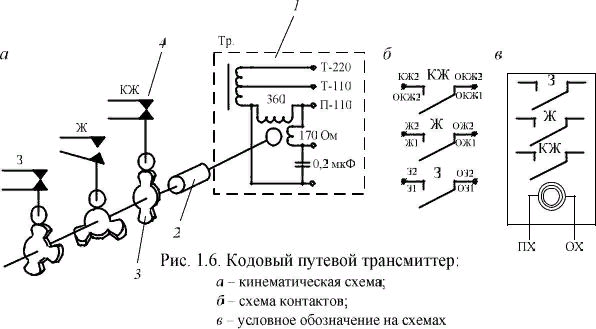 1
а
4
Тр.
б
в
Т-220
Т-110
П-110
360
170 Ом
0,2 мкФ
КЖ
Ж
З
2
3
КЖ2 КЖ ОКЖ2
ОКЖ2 ОКЖ1
Ж2 Ж ОЖ2
Ж1 ОЖ1
З2 З ОЗ2
З1 ОЗ1
З
Ж
КЖ
ПХ ОХ
Рис. 1.6. Кодовый путевой трансмиттер:
а – кинематическая схема;
б – схема контактов;
в – условное обозначение на схемах